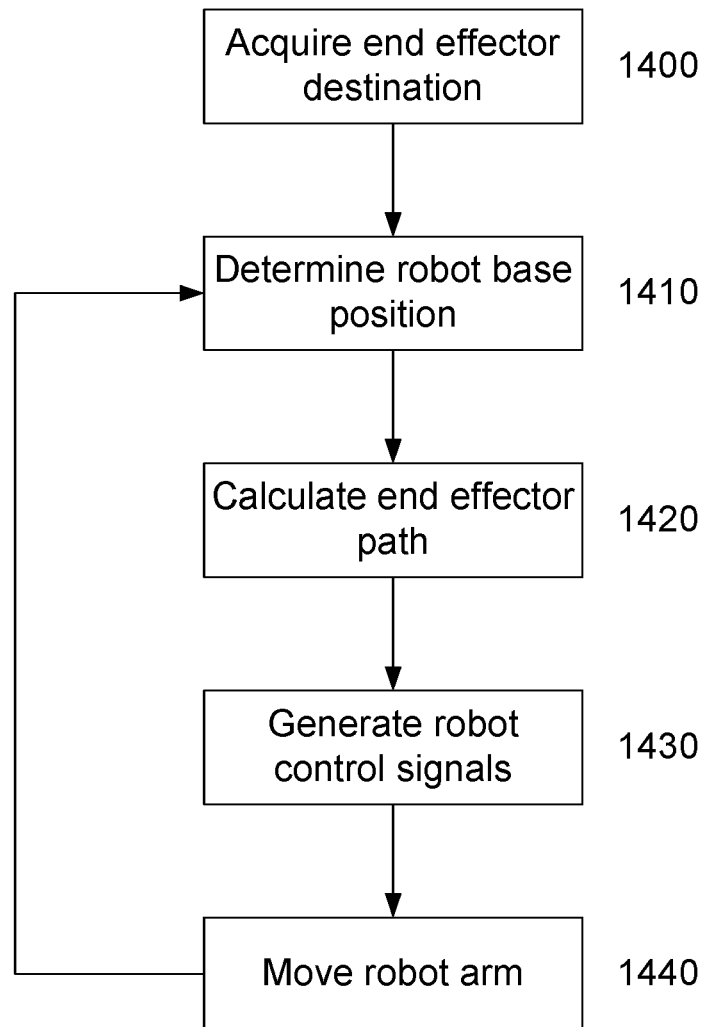 Acquire end effector
destination
1400
Determine robot base
position
1410
Calculate end effector
path
1420
Generate robot
control signals
1430
Move robot arm
1440